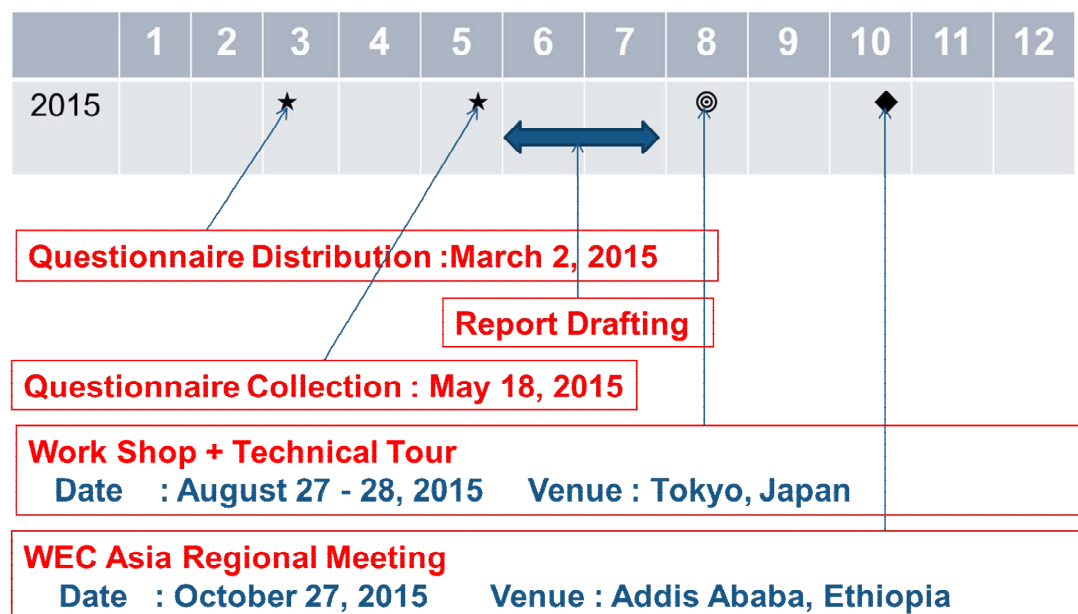 1 2 3 4 5 6 7 8 9 10 11 12
2015
Questionnaire Distribution :March 2, 2015
Report Drafting
Questionnaire Collection : May 18, 2015
Work Shop + Technical Tour
Date : August 27 - 28, 2015 Venue : Tokyo, Japan
WEC Asia Regional Meeting
Date : October 27, 2015 Venue : Addis Ababa, Ethiopia